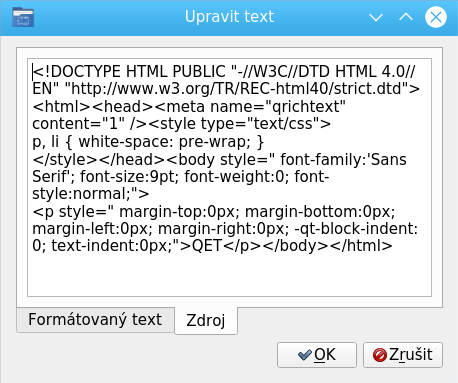 Upravit text
<!DOCTYPE HTML PUBLIC "-//W3C//DTD HTML 4.0//
EN" "http://www.w3.org/TR/REC-html40/strict.dtd">
<html><head><meta name="qrichtext"
content="1" /><style type="text/css">
p, li { white-space: pre-wrap; }
</style></head><body style=" font-family:'Sans
Serif'; font-size:9pt; font-weight:0; font-
style:normal;">
<p style=" margin-top:0px; margin-bottom:0px;
margin-left:0px; margin-right:0px; -qt-block-indent:
0; text-indent:0px;">QET</p></body></html>
Formátovaný text
Zdroj
OK
Zrušit